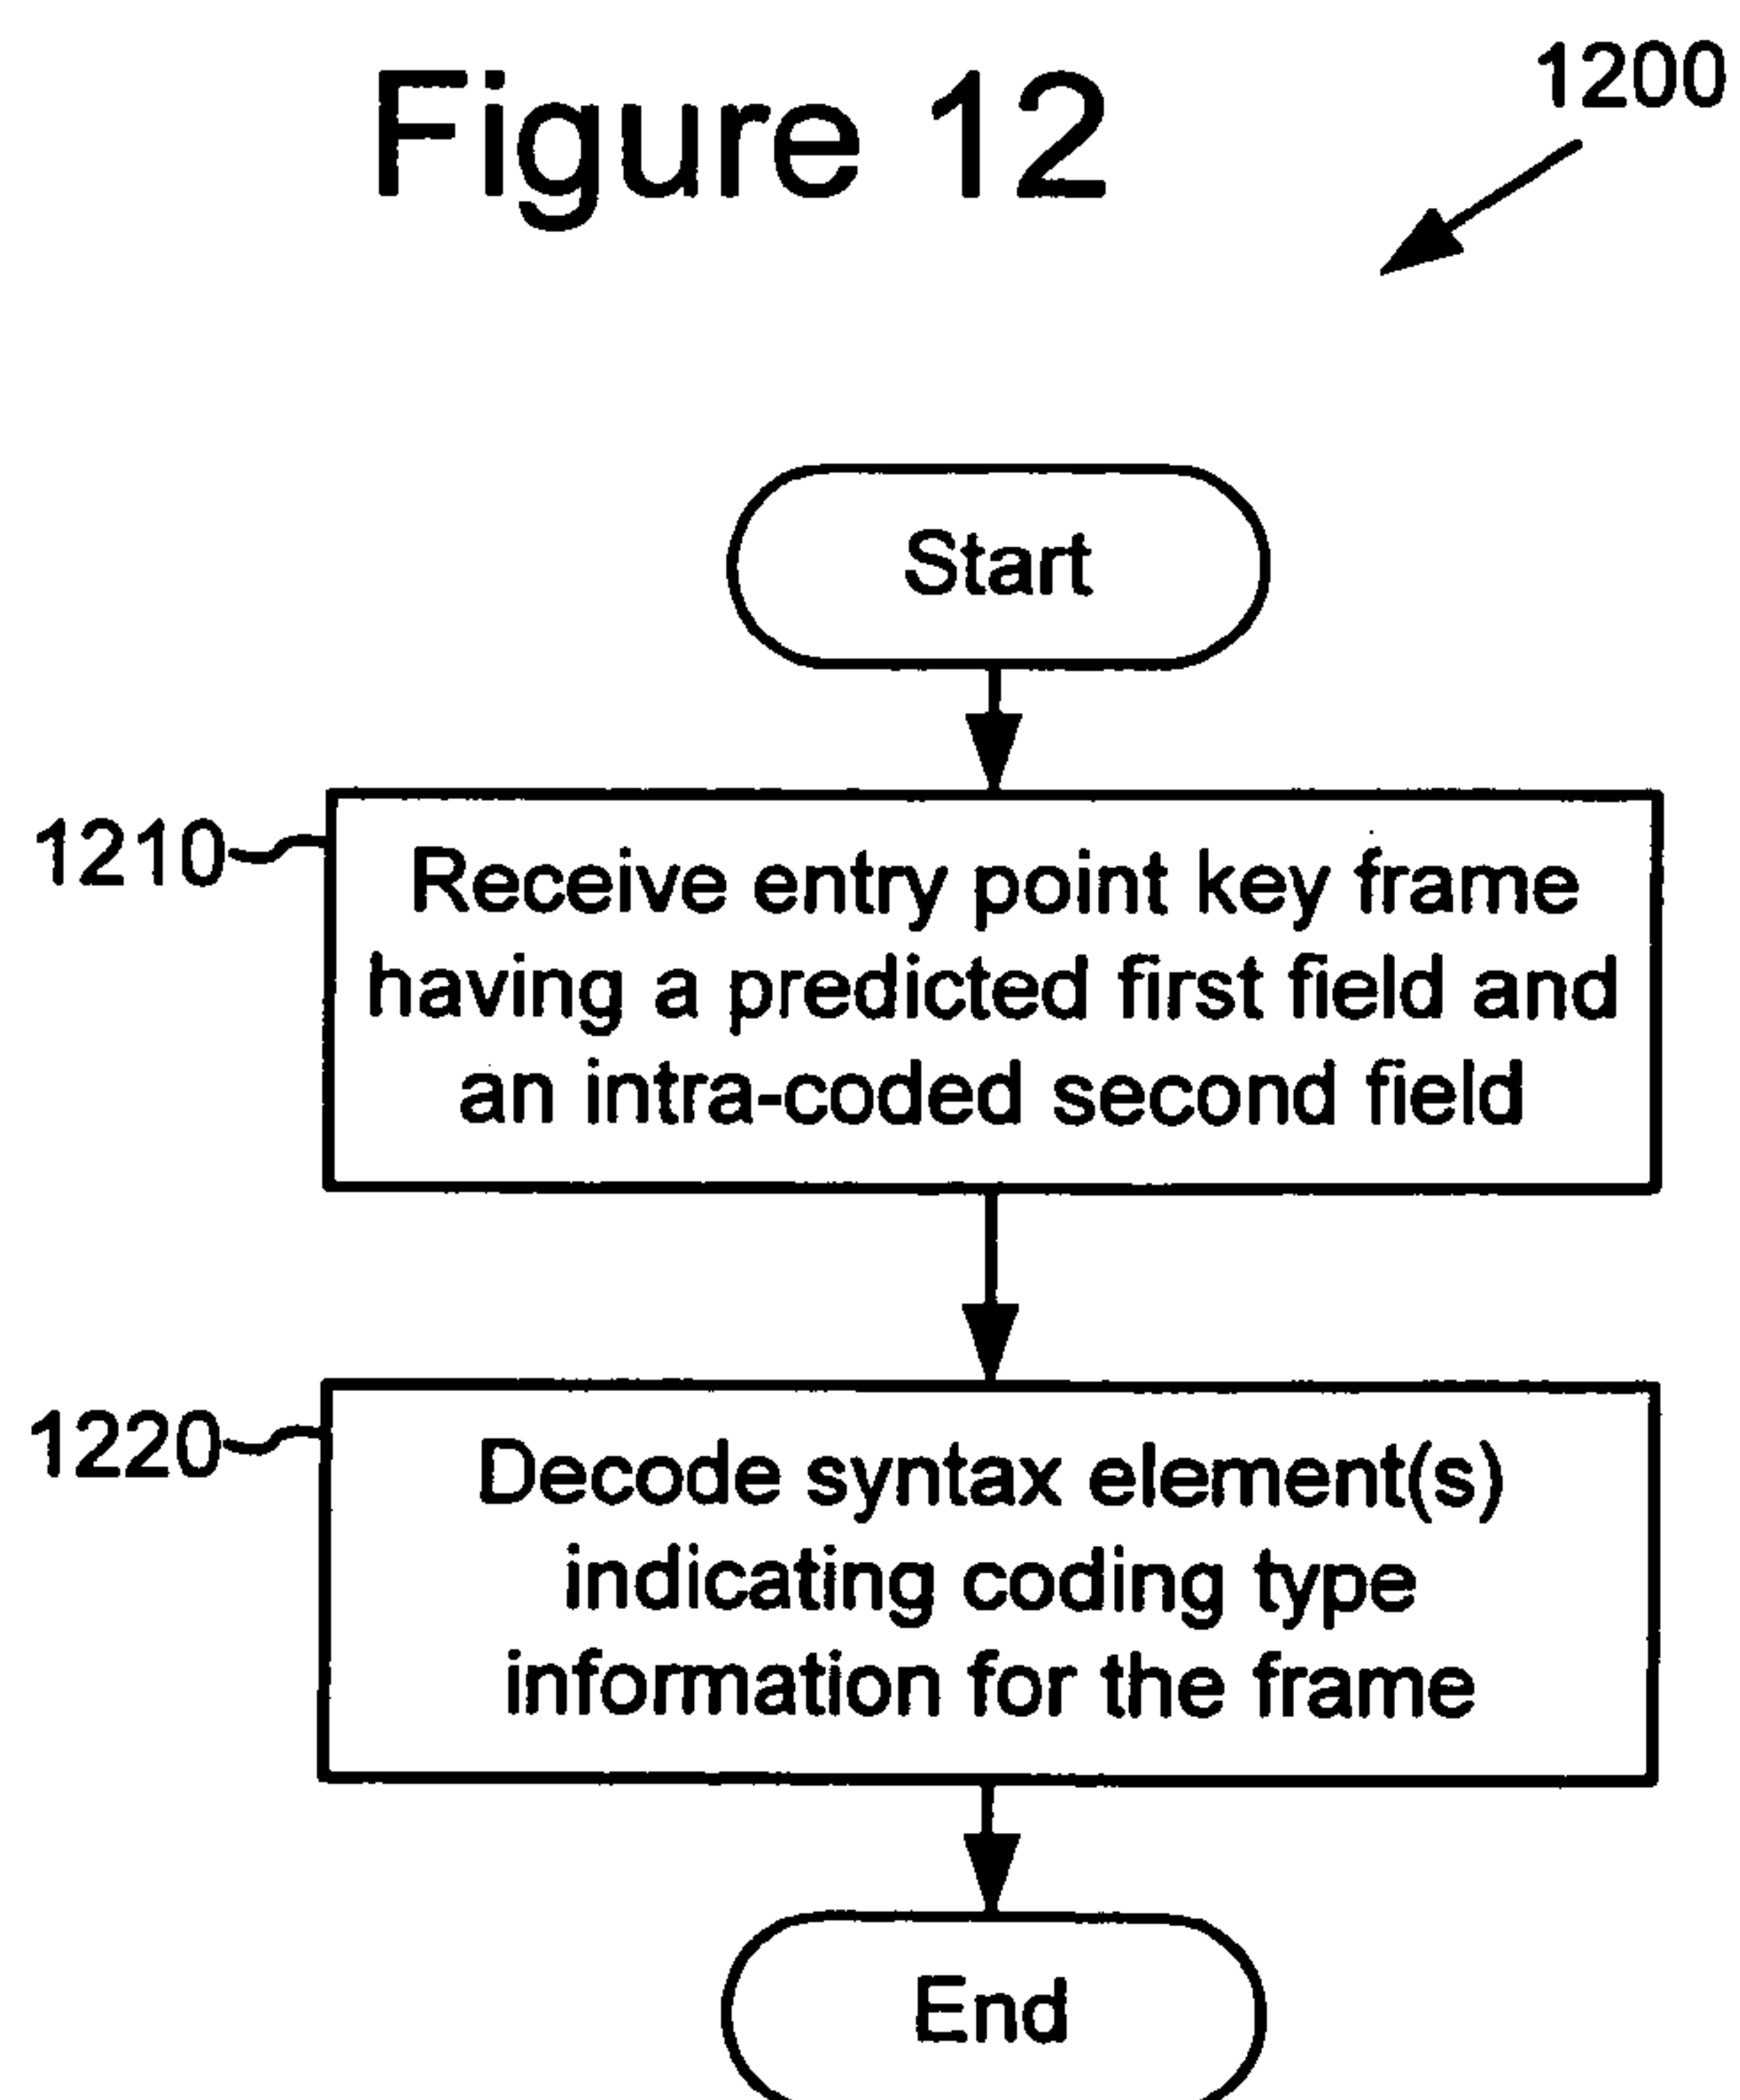 Figure 12
1200
Start
1210
Receive entry point key frame
having a predicted first field and
an intra-coded second field
1220
Decode syntax element(s)
indicating coding type
information for the frame
End